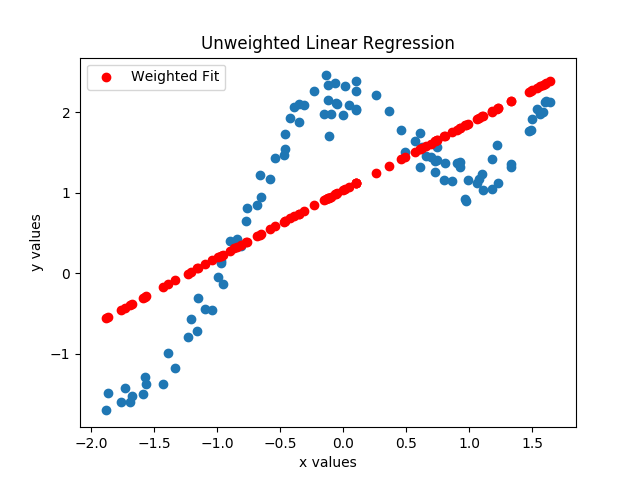 Unweighted Linear Regression
Weighted Fit
y values
2
1
0
−1
−2.0 −1.5 −1.0 −0.5 0.0 0.5 1.0 1.5
x values